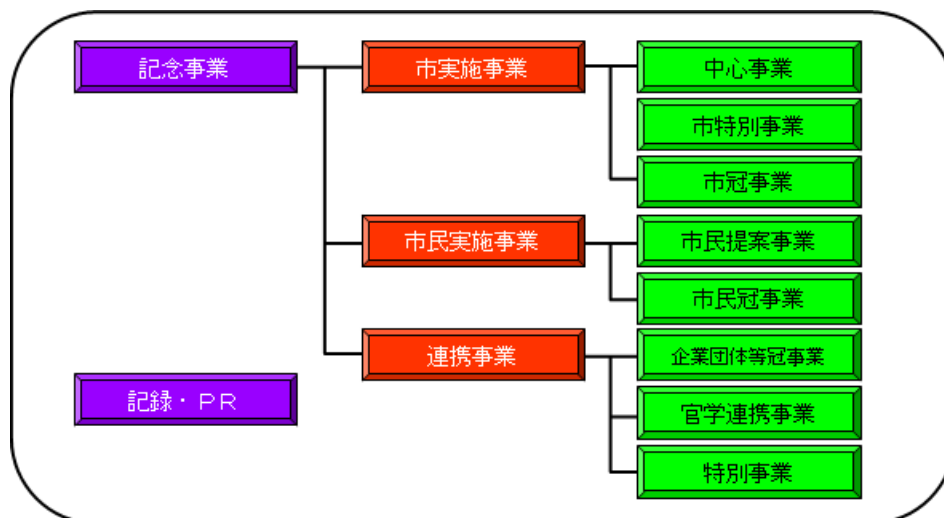 記念事業
市実施事業
中心事業
市特別事業
市冠事業
市民実施事業
市民提案事業
市民冠事業
連携事業
企業団体等冠事業
記録・ＰＲ
官学連携事業
特別事業